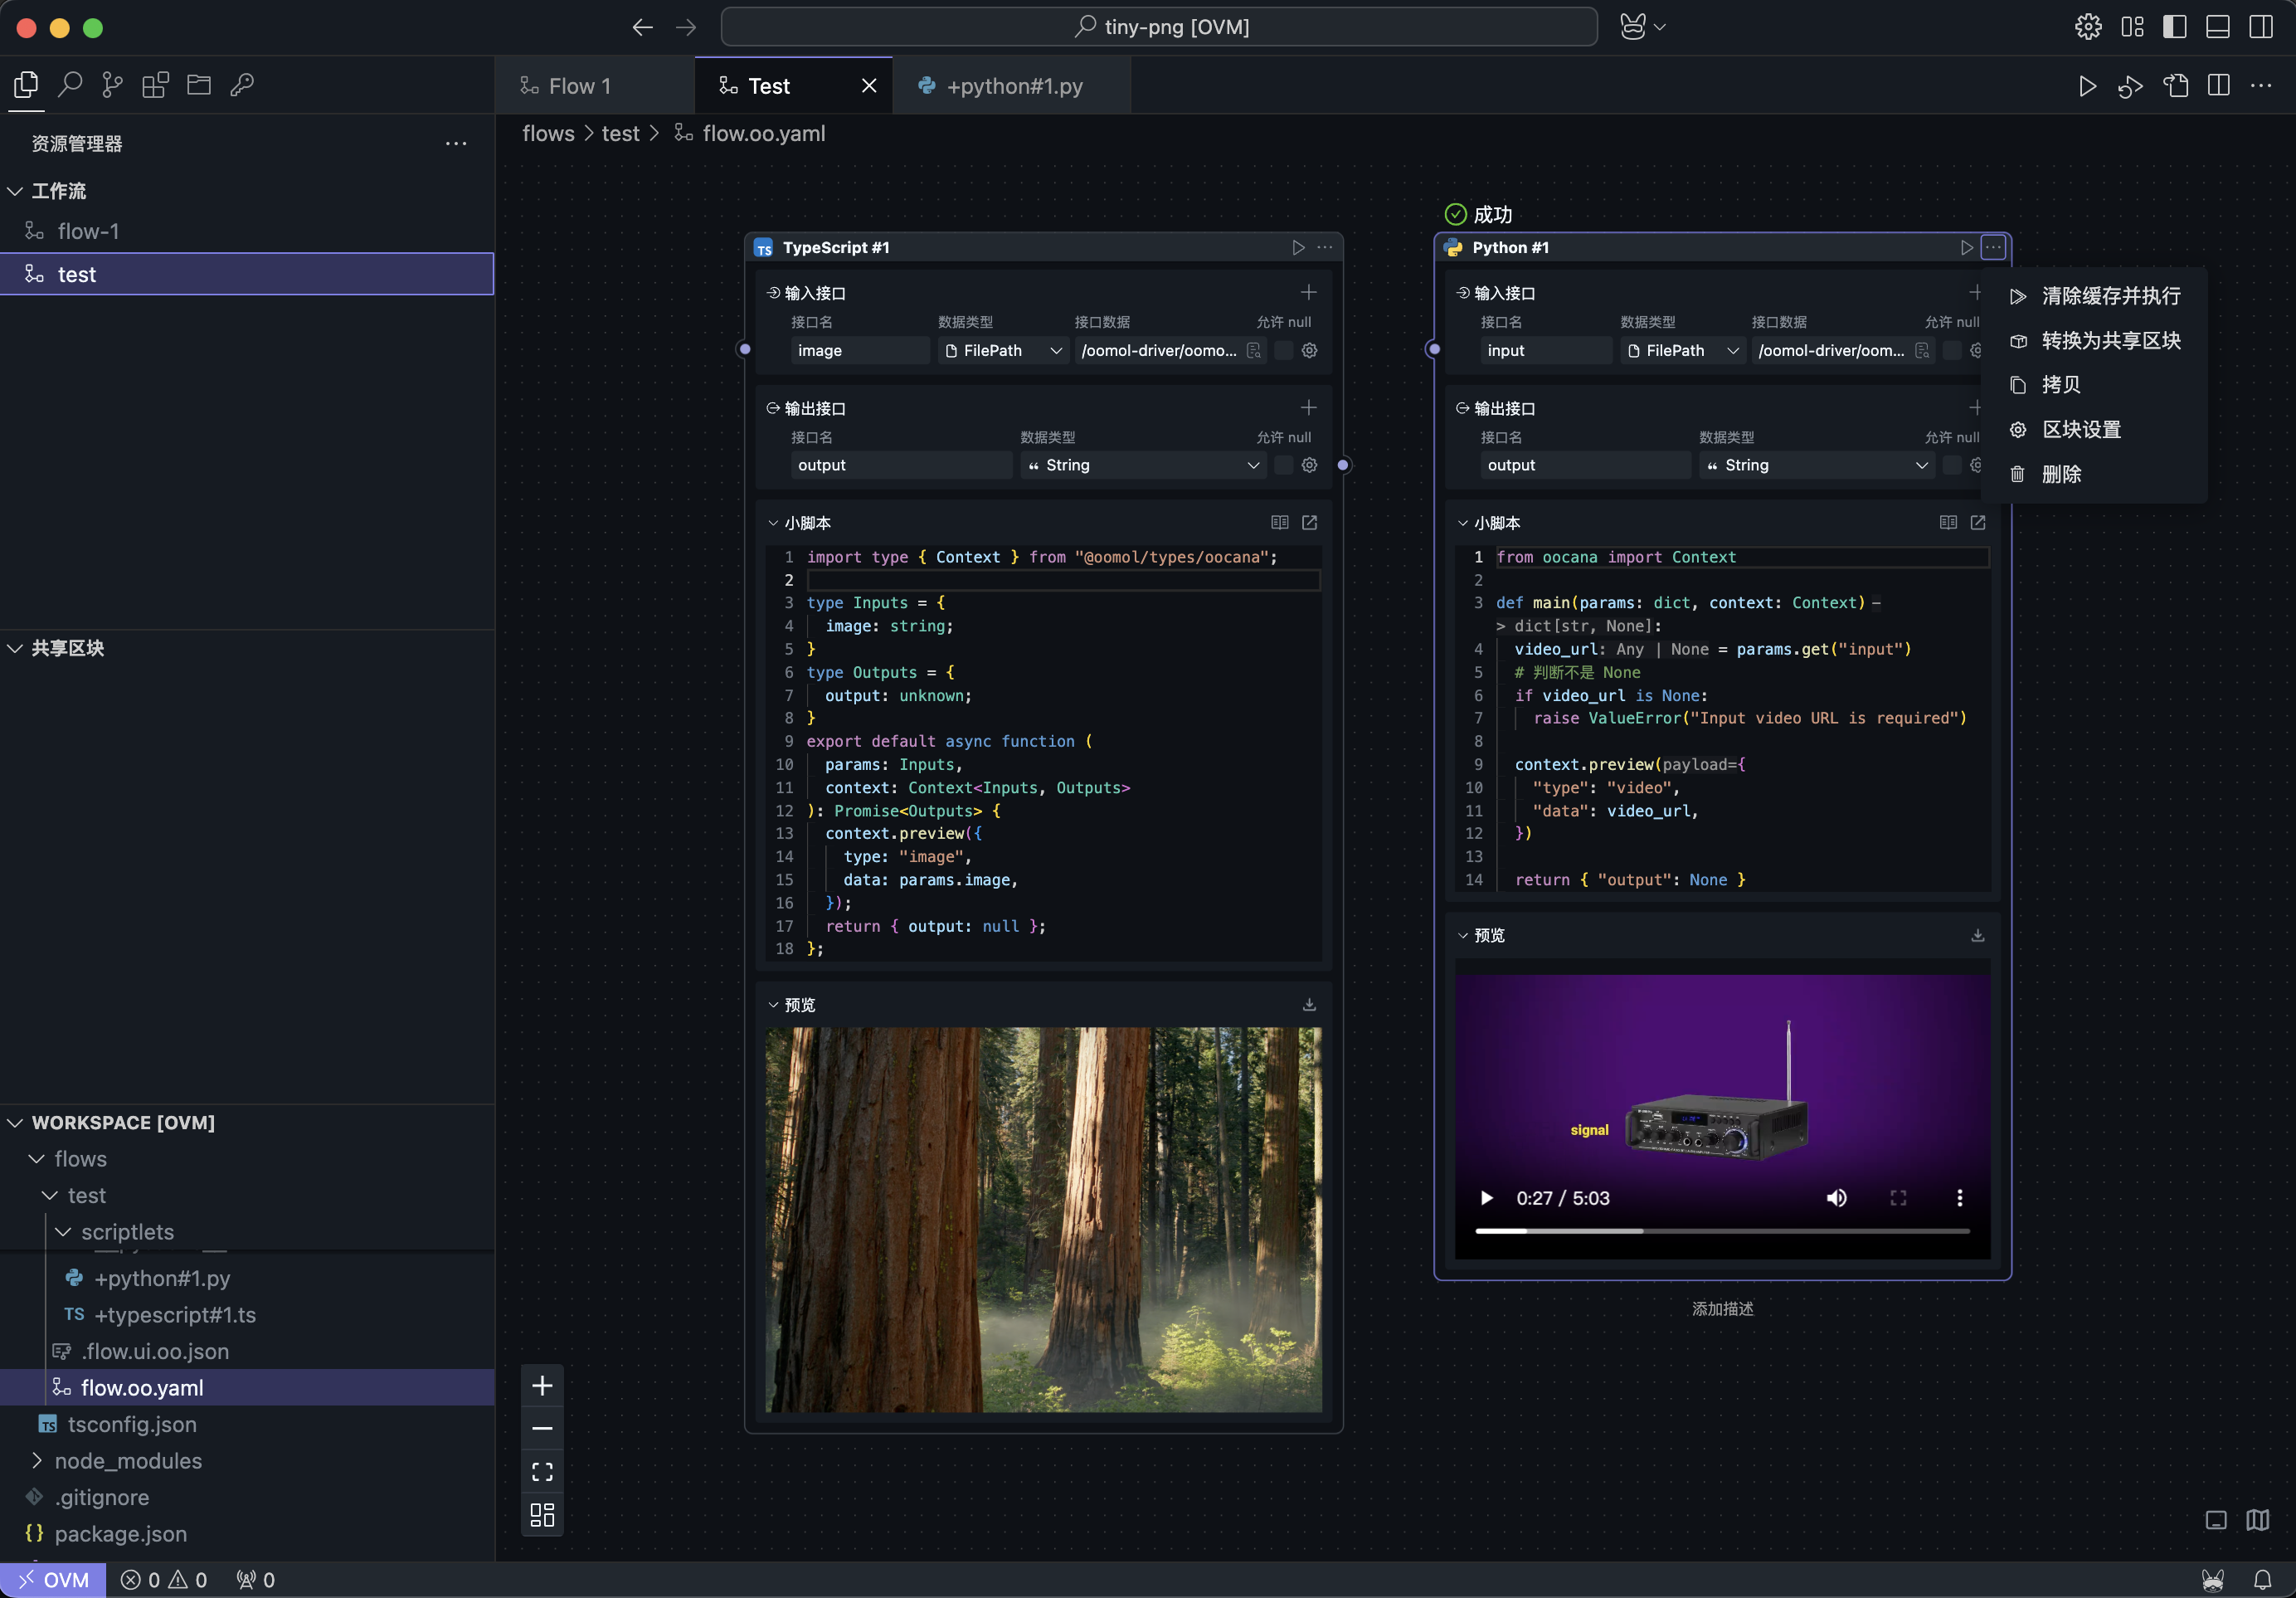 tiny-png [OVM]
Flow 1
Test
+python#1.py
资源管理器
工作流
flow-1
test
共享区块
WORKSPACE [OVM]
flows
test
scriptlets
+python#1.py
TS +typescript#1.ts
.flow.ui.oo.json
flow.oo.yaml
TS tsconfig.json
node_modules
.gitignore
{} package.json
flows > test > flow.oo.yaml
TS TypeScript #1
输入接口
接口名 数据类型 接口数据 允许 null
image FilePath /oomol-driver/oomo...
输出接口
接口名 数据类型 允许 null
output “ String
小脚本
1 import type { Context } from "@oomol/types/oocana";
2
3 type Inputs = {
4 image: string;
5 }
6 type Outputs = {
7 output: unknown;
8 }
9 export default async function (
10 params: Inputs,
11 context: Context<Inputs, Outputs>
12 ): Promise<Outputs> {
13 context.preview({
14 type: "image",
15 data: params.image,
16 });
17 return { output: null };
18 };
预览
成功
Python #1
输入接口
接口名 数据类型 接口数据 允许 null
input FilePath /oomol-driver/oom...
输出接口
接口名 数据类型 允许 null
output “ String
小脚本
1 from oocana import Context
2
3 def main(params: dict, context: Context) -
> dict[str, None]:
4 video_url: Any | None = params.get("input")
5 # 判断不是 None
6 if video_url is None:
7 raise ValueError("Input video URL is required")
8
9 context.preview(payload={
10 "type": "video",
11 "data": video_url,
12 })
13
14 return { "output": None }
预览
signal
0:27 / 5:03
添加描述
清除缓存并执行
转换为共享区块
拷贝
区块设置
删除
OVM 0 0 0